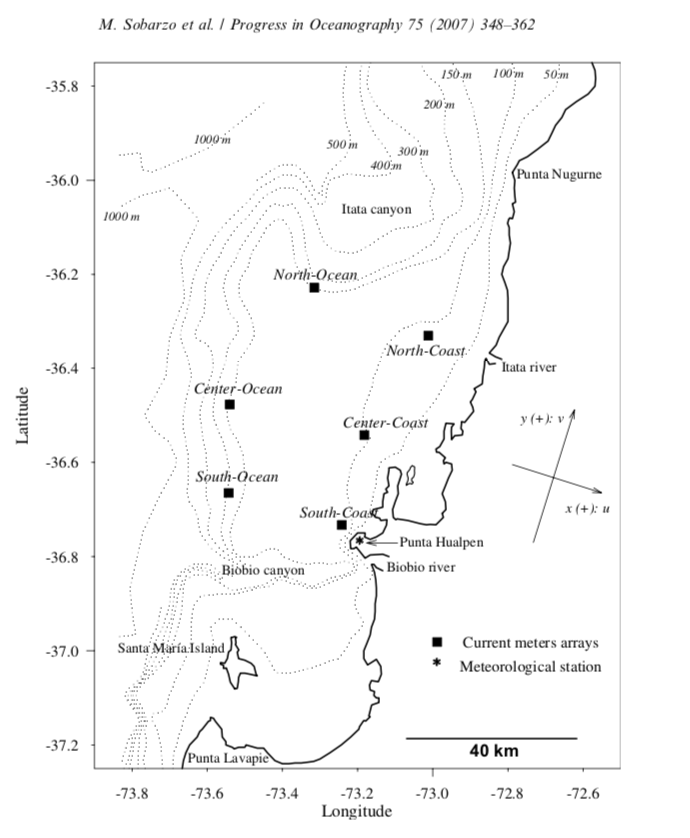 M. Sobarzo et al. / Progress in Oceanography 75 (2007) 348–362
-35.8
150 m
100 m
50 m
200 m
1000 m
500 m
300 m
400 m
-36.0
Punta Nugurne
1000 m
Itata canyon
-36.2
North-Ocean
North-Coast
Itata river
-36.4
Center-Ocean
Center-Coast
y (+): v
Latitude
-36.6
South-Ocean
x (+): u
South-Coast
Punta Hualpen
-36.8
Biobio canyon
Biobio river
Santa María Island
Current meters arrays
-37.0
Meteorological station
-37.2
40 km
Punta Lavapie
-73.8 -73.6 -73.4 -73.2 -73.0 -72.8 -72.6
Longitude